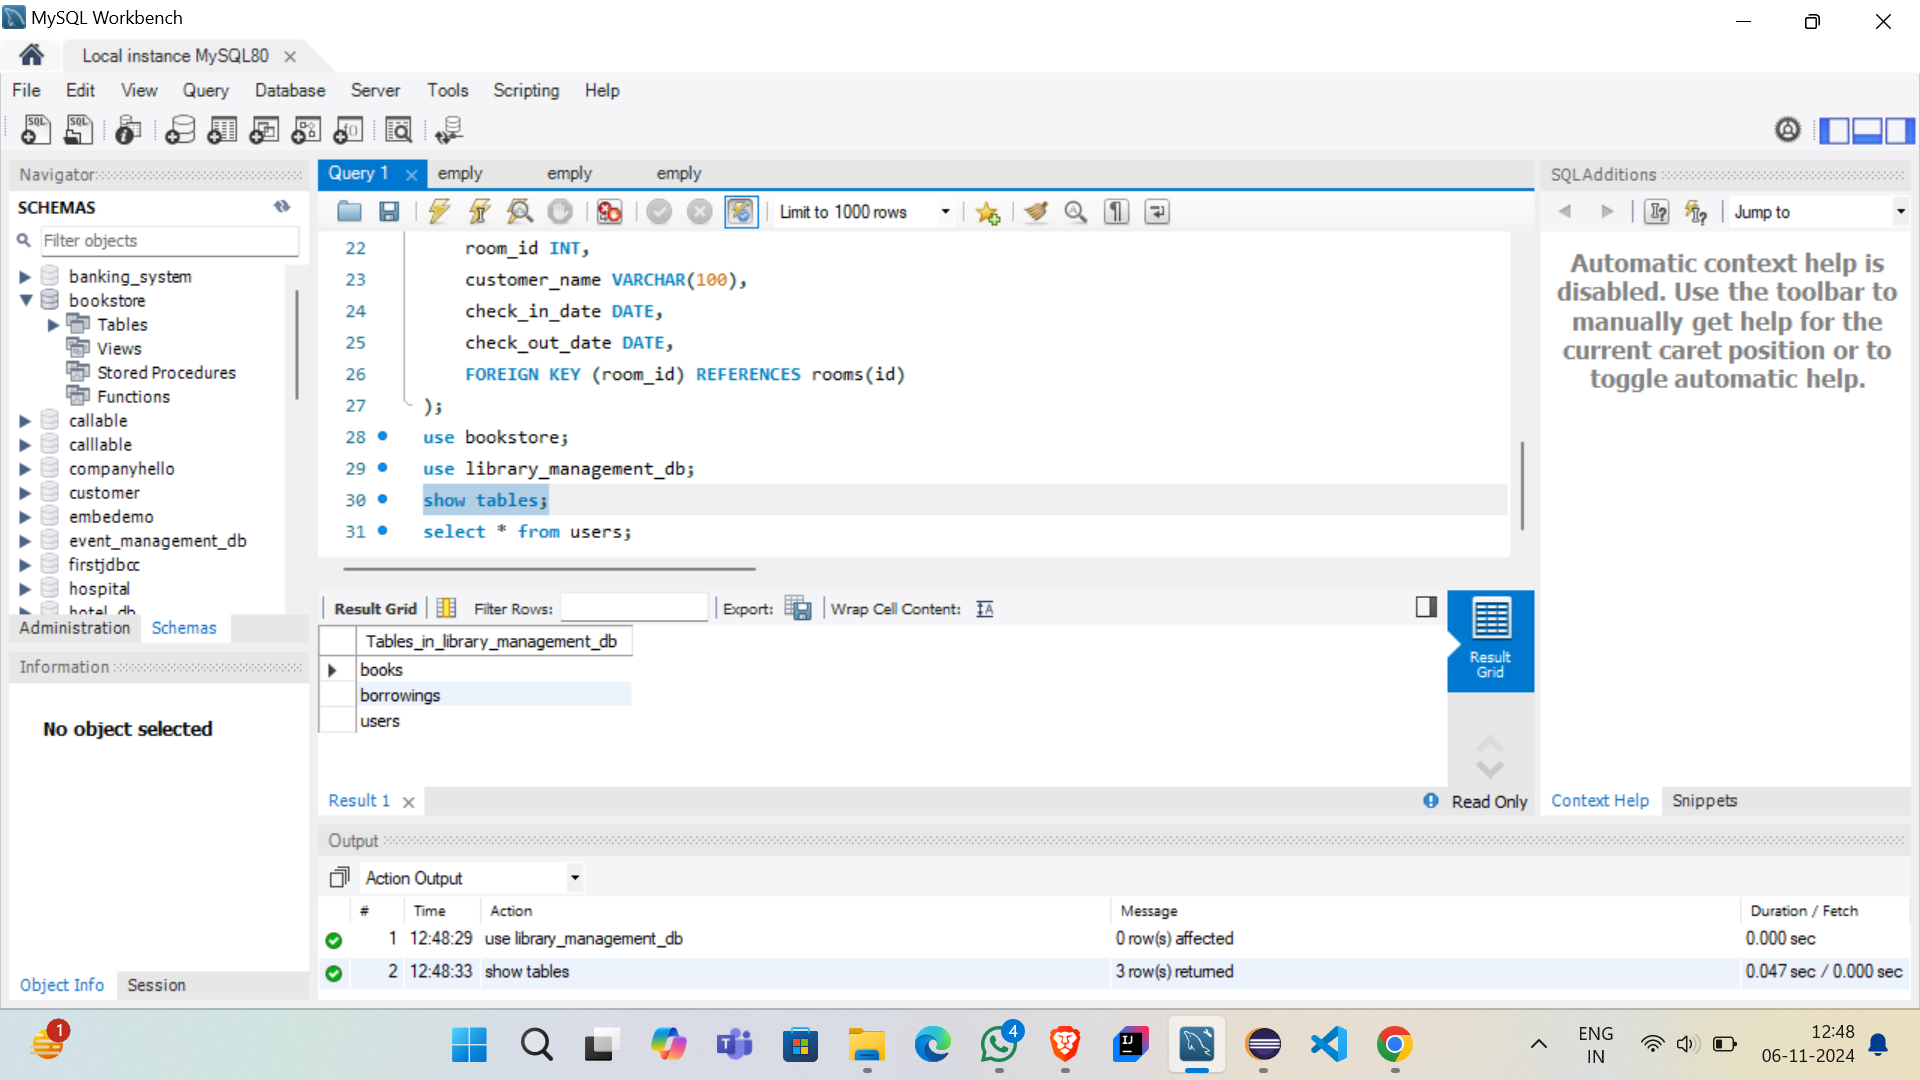 MySQL Workbench
Local instance MySQL80
File Edit View Query Database Server Tools Scripting Help
Navigator
SCHEMAS
Filter objects
banking_system
bookstore
Tables
Views
Stored Procedures
Functions
callable
calllable
companyhello
customer
embedemo
event_management_db
firstjdbcc
hospital
hotel_db
Administration Schemas
Information
No object selected
Object Info Session
Query 1 empty empty empty
Limit to 1000 rows
22 room_id INT,
23 customer_name VARCHAR(100),
24 check_in_date DATE,
25 check_out_date DATE,
26 FOREIGN KEY (room_id) REFERENCES rooms(id)
27 );
28 use bookstore;
29 use library_management_db;
30 show tables;
31 select * from users;
Result Grid Filter Rows: Export: Wrap Cell Content:
Tables_in_library_management_db
books
borrowings
users
Result
Grid
Result 1
Read Only
SQLAdditions
Jump to
Automatic context help is
disabled. Use the toolbar to
manually get help for the
current caret position or to
toggle automatic help.
Context Help Snippets
Output
Action Output
# Time Action Message Duration / Fetch
1 12:48:29 use library_management_db 0 row(s) affected 0.000 sec
2 12:48:33 show tables 3 row(s) returned 0.047 sec / 0.000 sec
1
4
ENG
IN
12:48
06-11-2024